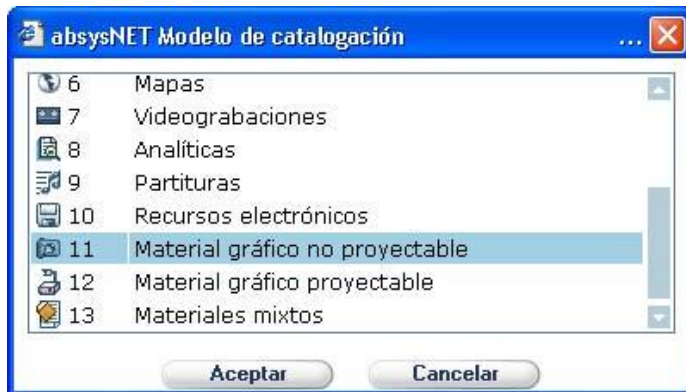 absysNET Modelo de catalogación ...
6 Mapas
7 Videograbaciones
8 Analíticas
9 Partituras
10 Recursos electrónicos
11 Material gráfico no proyectable
12 Material gráfico proyectable
13 Materiales mixtos
Aceptar Cancelar